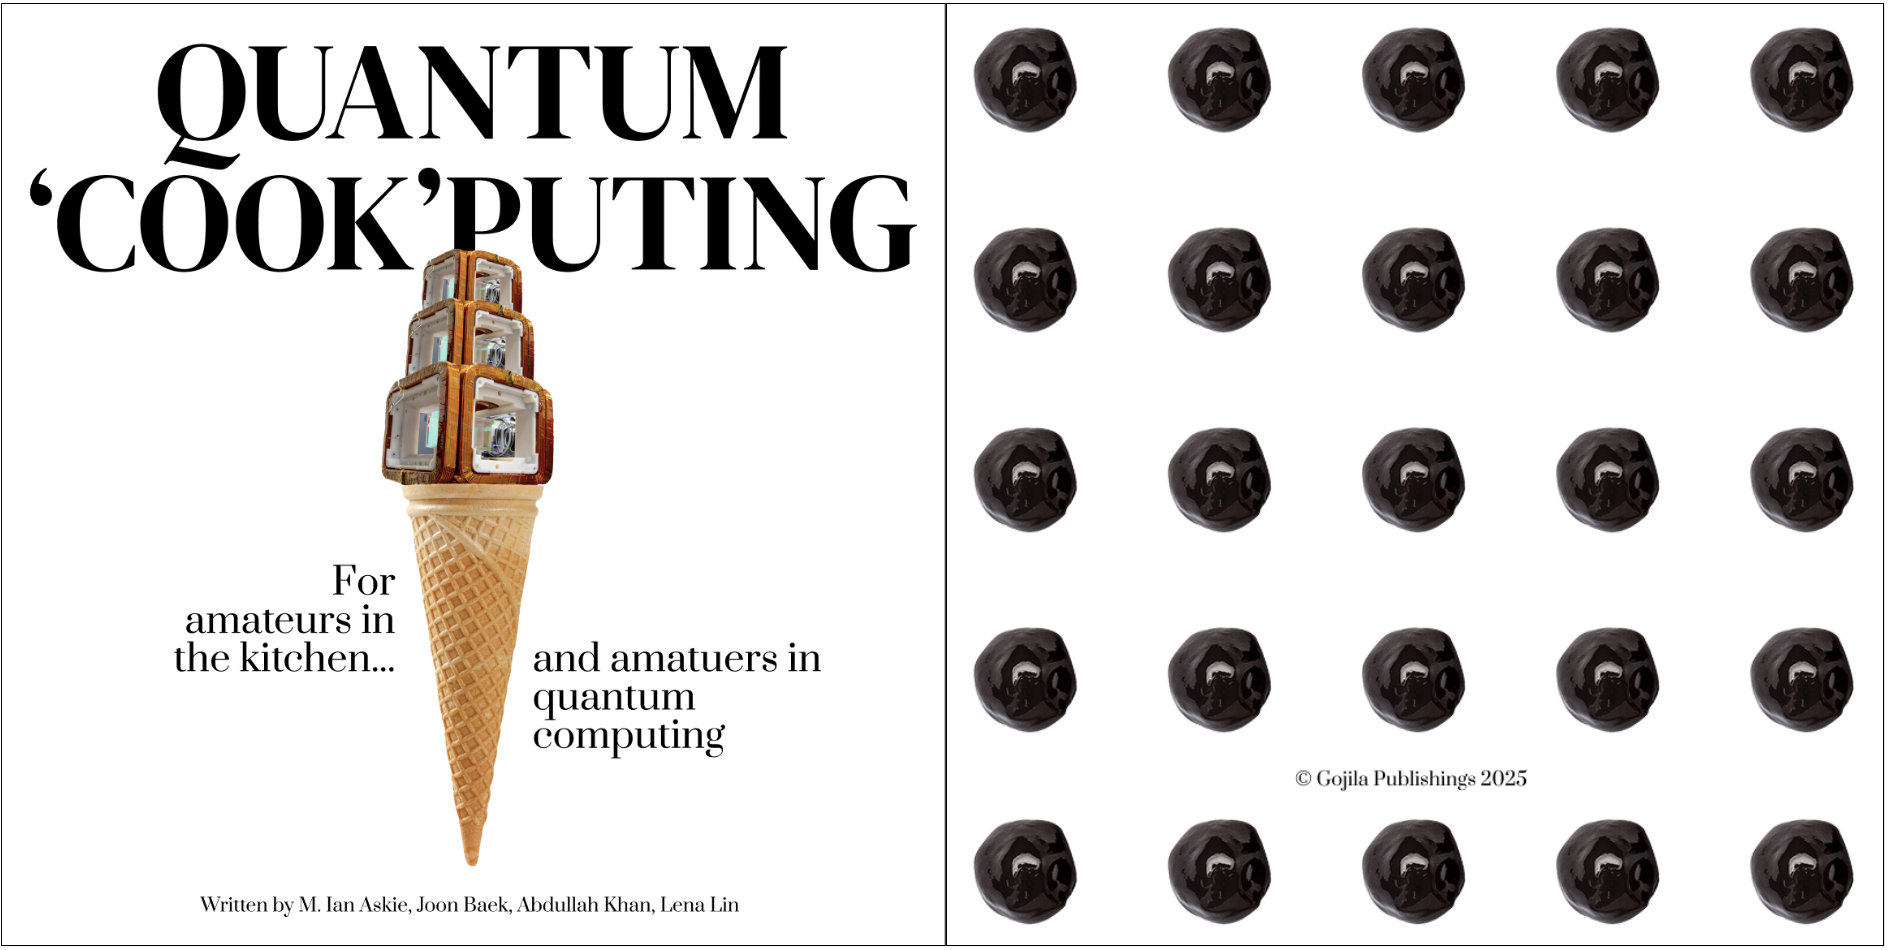 QUANTUM
‘COOK’PUTING
For
amateurs in
the kitchen...
and amatuers in
quantum
computing
Written by M. Ian Askie, Joon Baek, Abdullah Khan, Lena Lin
© Gojila Publishings 2025